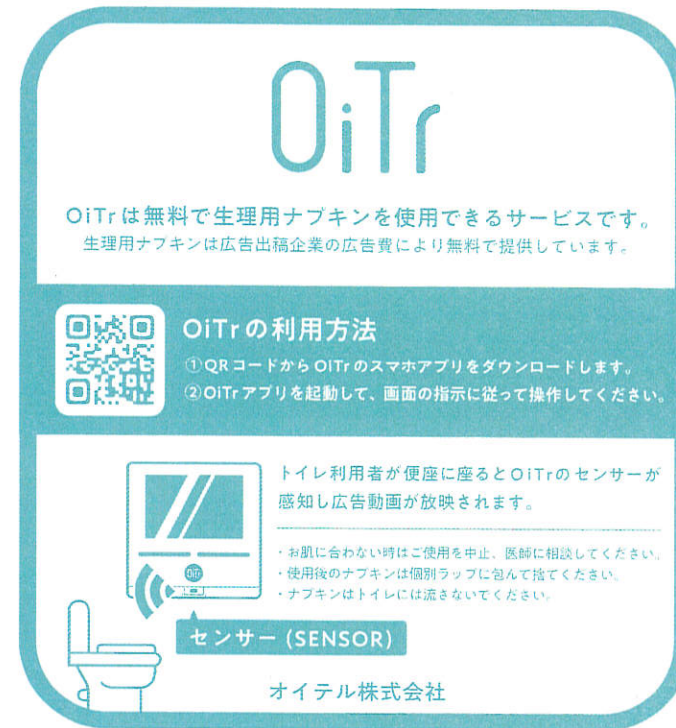 OiTr
OiTrは無料で生理用ナプキンを使用できるサービスです。
生理用ナプキンは広告出稿企業の広告費により無料で提供しています。
OiTrの利用方法
①QRコードからOiTrのスマホアプリをダウンロードします。
②OiTrアプリを起動して、画面の指示に従って操作してください。
トイレ利用者が便座に座るとOiTrのセンサーが
感知し広告動画が放映されます。
・お肌に合わない時はご使用を中止、医師に相談してください。
・使用後のナプキンは個別ラップに包んで捨てください。
・ナプキンはトイレには流さないてください。
OiTr
センサー (SENSOR)
オイテル株式会社